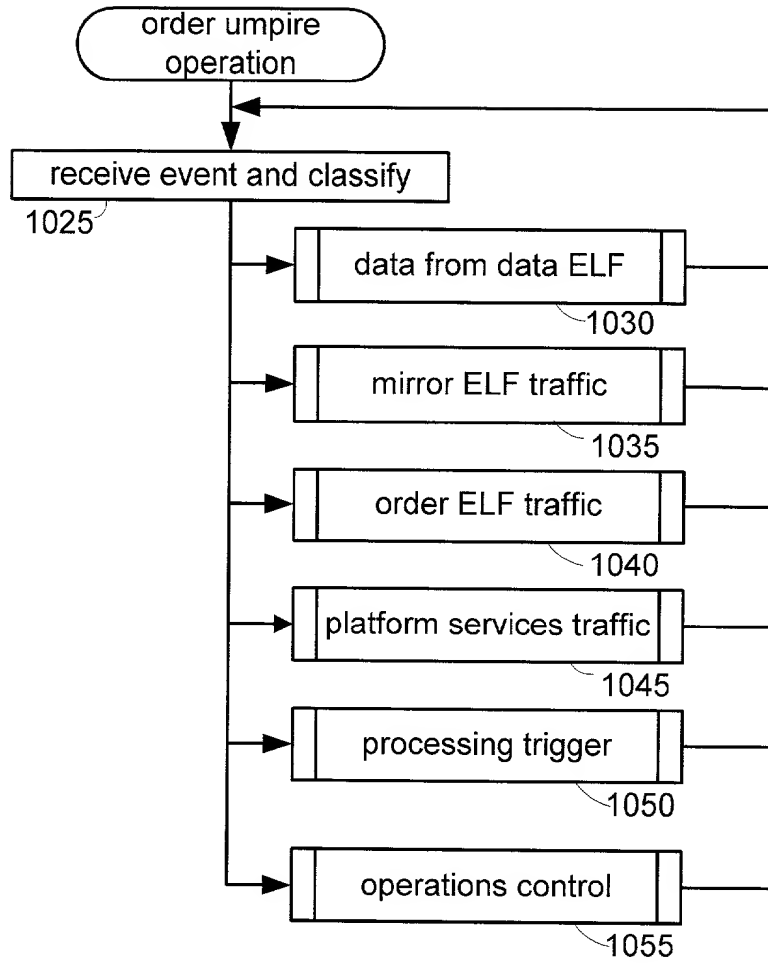 order umpire
operation
receive event and classify
1025
data from data ELF
1030
mirror ELF traffic
1035
order ELF traffic
1040
platform services traffic
1045
processing trigger
1050
operations control
1055